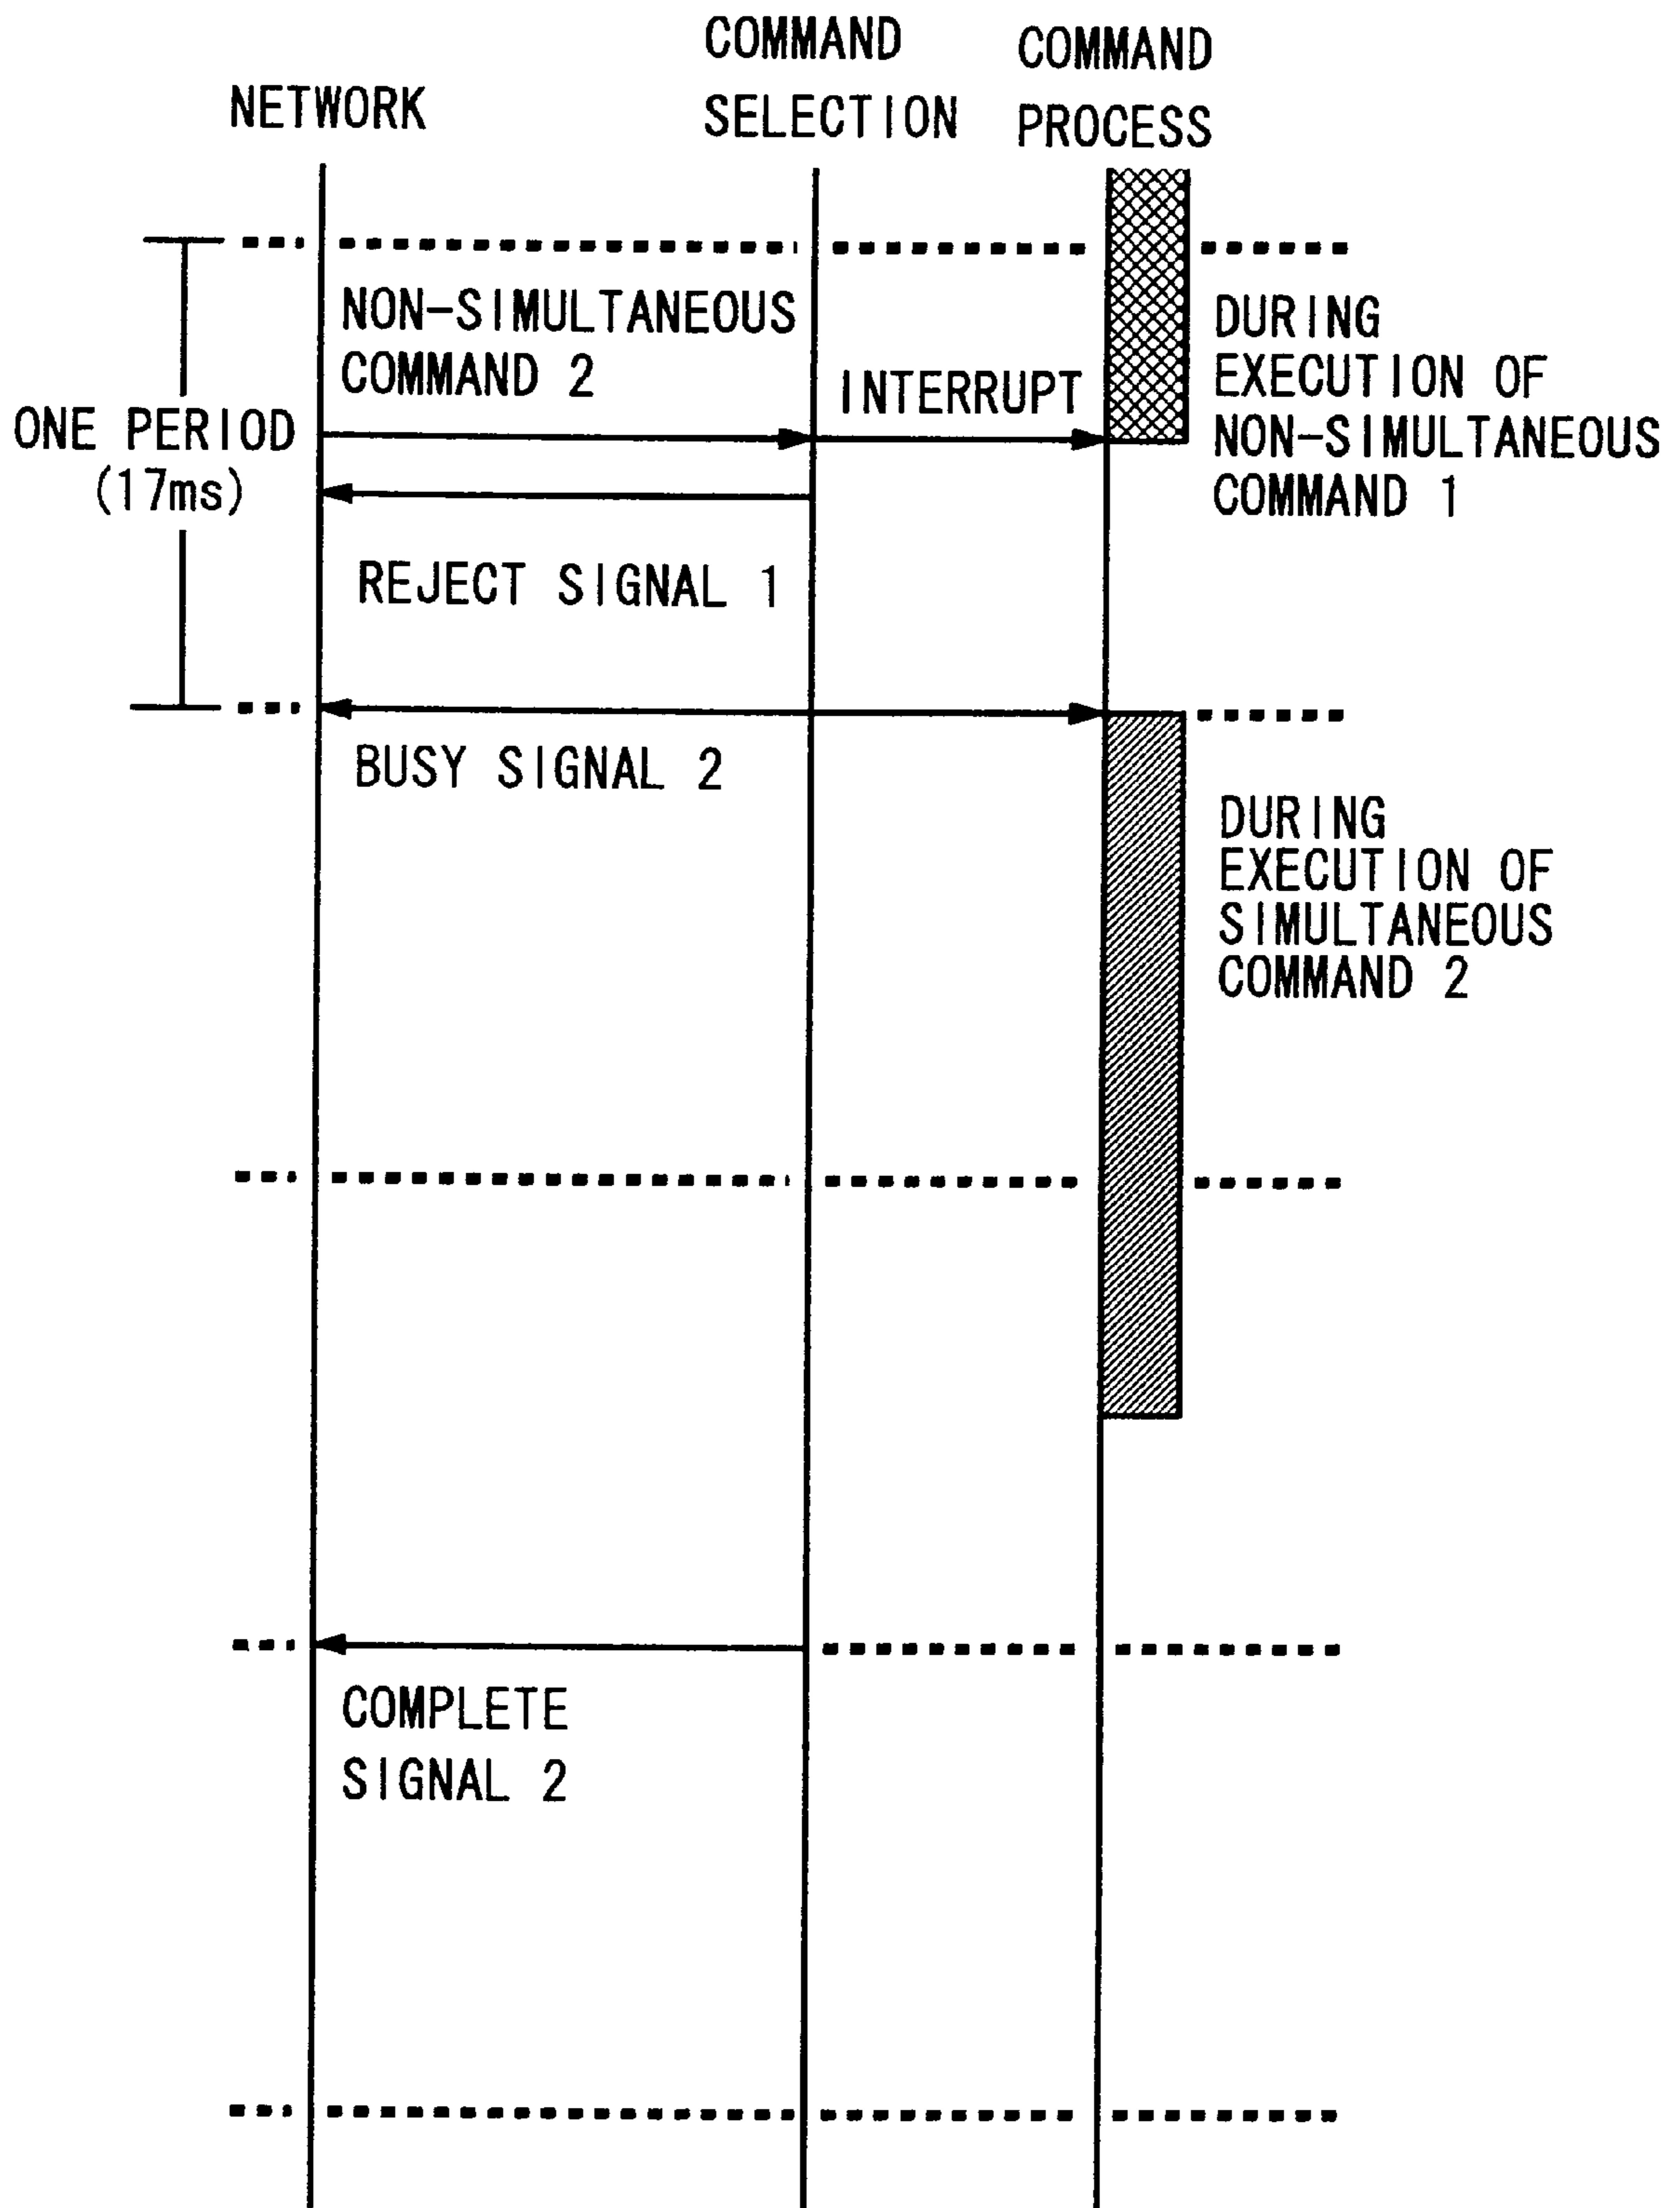 NETWORK
COMMAND
SELECTION
COMMAND
PROCESS
NON-SIMULTANEOUS
COMMAND 2
INTERRUPT
DURING
EXECUTION OF
NON-SIMULTANEOUS
COMMAND 1
ONE PERIOD
(17ms)
REJECT SIGNAL 1
BUSY SIGNAL 2
DURING
EXECUTION OF
SIMULTANEOUS
COMMAND 2
COMPLETE
SIGNAL 2